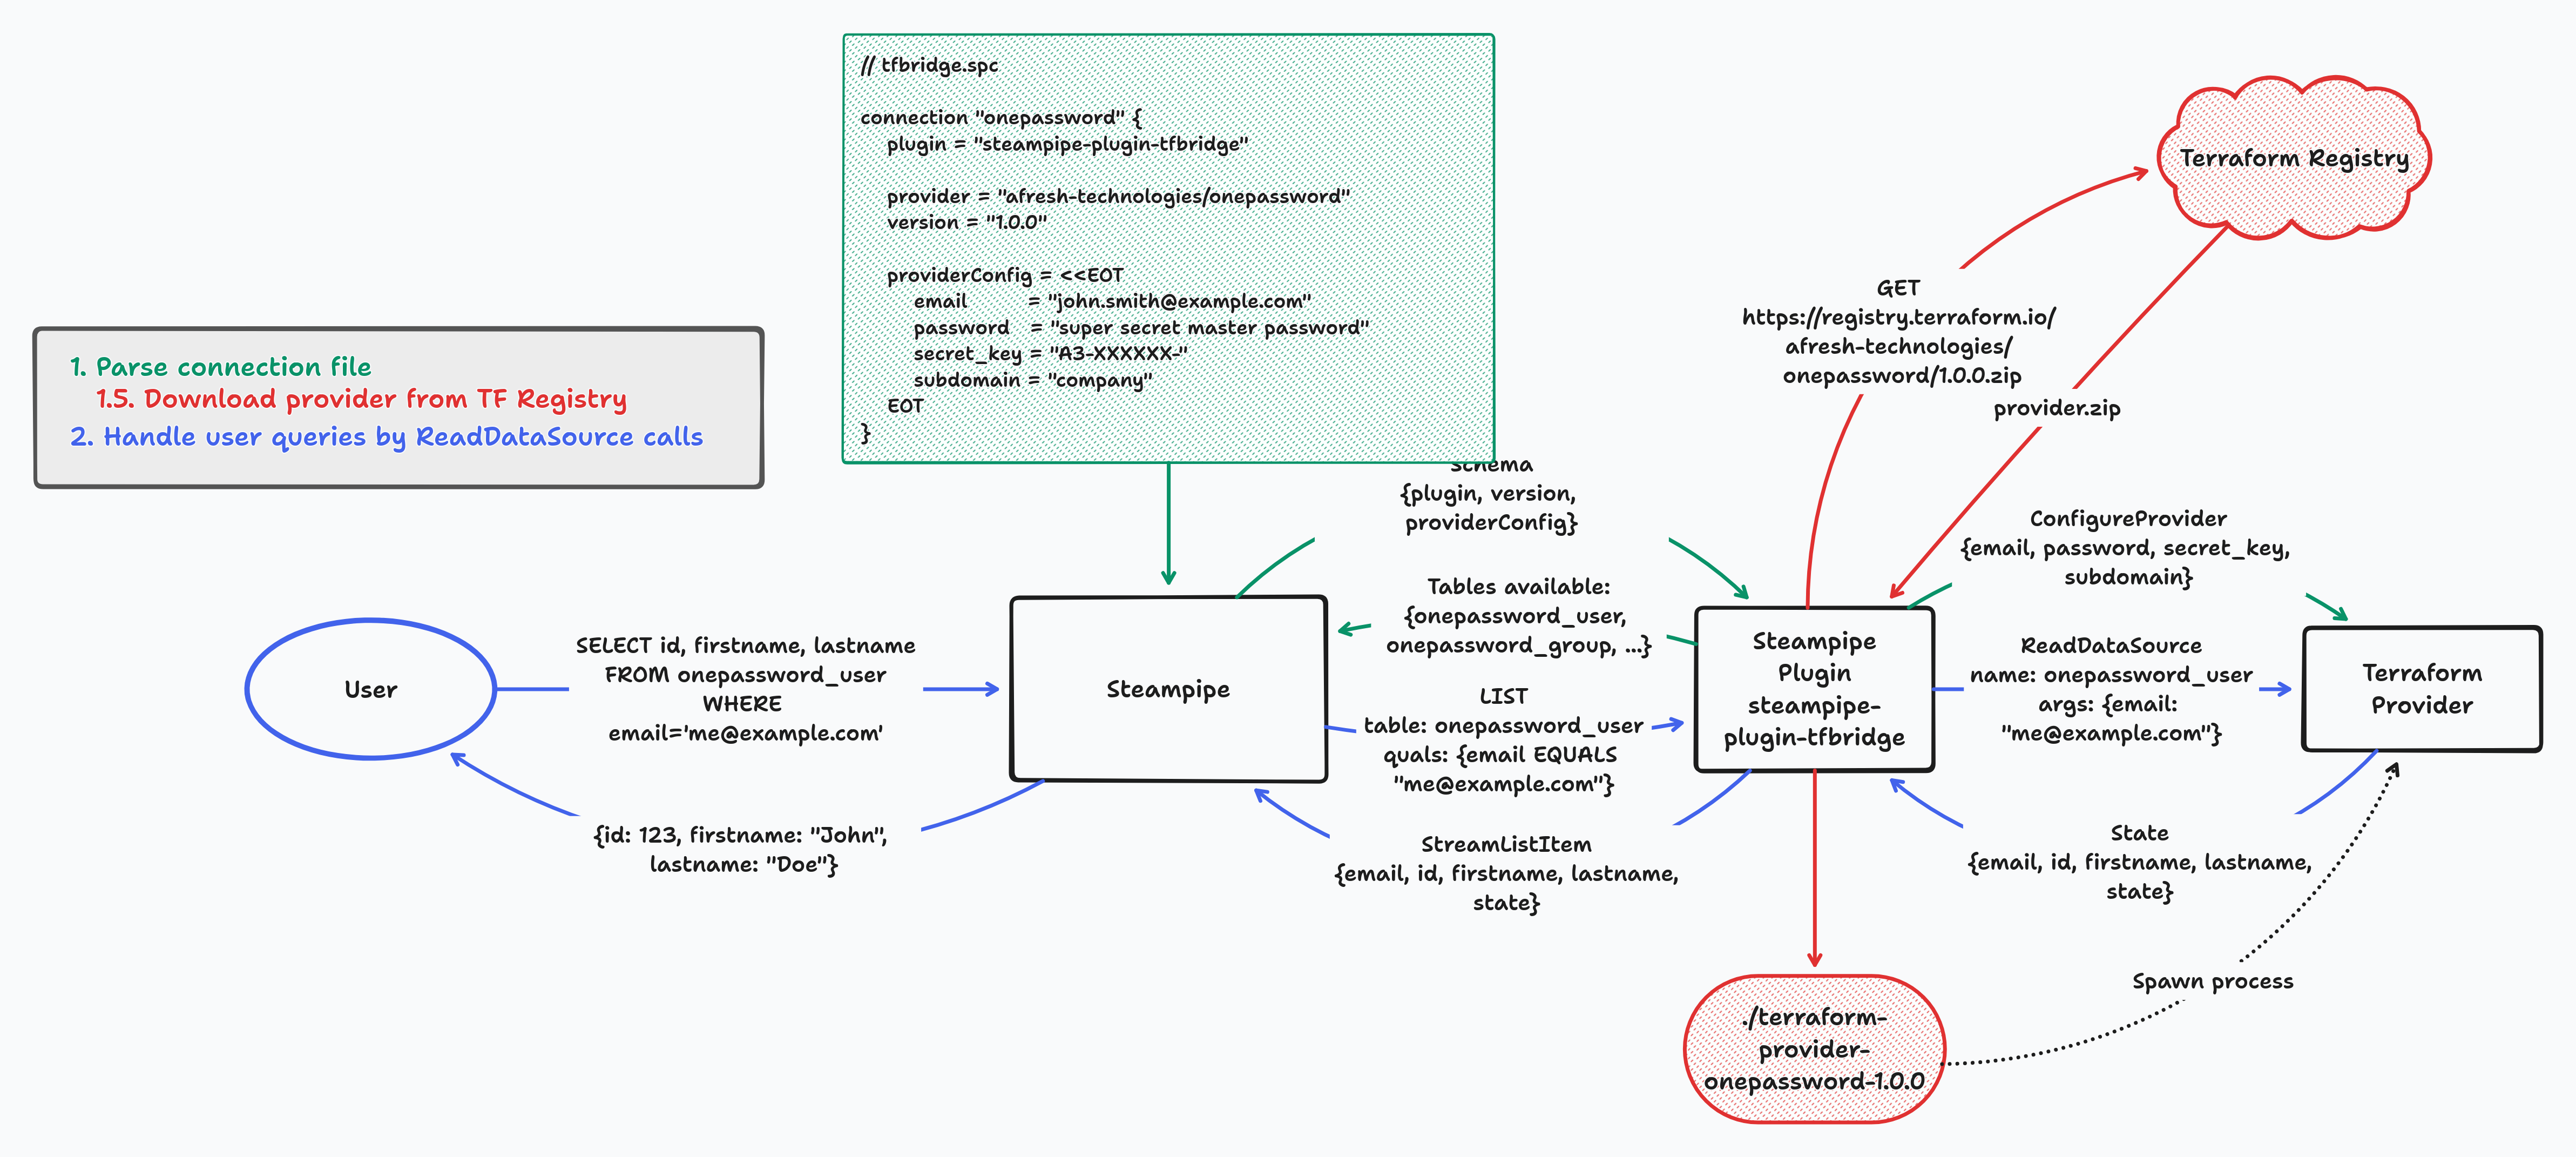 // tfbridge.spc
connection "onepassword" {
plugin = "steampipe-plugin-tfbridge"
provider = "afresh-technologies/onepassword"
version = "1.0.0"
providerConfig = <<EOT
email = "john.smith@example.com"
password = "super secret master password"
secret_key = "A3-XXXXXX-"
subdomain = "company"
EOT
}
1. Parse connection file
1.5. Download provider from TF Registry
2. Handle user queries by ReadDataSource calls
Terraform Registry
GET
https://registry.terraform.io/
afresh-technologies/
onepassword/1.0.0.zip
provider.zip
Schema
{plugin, version,
providerConfig}
ConfigureProvider
{email, password, secret_key,
subdomain}
Tables available:
{onepassword_user,
onepassword_group, ...}
User
SELECT id, firstname, lastname
FROM onepassword_user
WHERE
email='me@example.com'
Steampipe
LIST
table: onepassword_user
quals: {email EQUALS
"me@example.com"}
Steampipe
Plugin
steampipe-
plugin-tfbridge
ReadDataSource
name: onepassword_user
args: {email:
"me@example.com"}
Terraform
Provider
{id: 123, firstname: "John",
lastname: "Doe"}
StreamListItem
{email, id, firstname, lastname,
state}
State
{email, id, firstname, lastname,
state}
Spawn process
./terraform-
provider-
onepassword-1.0.0